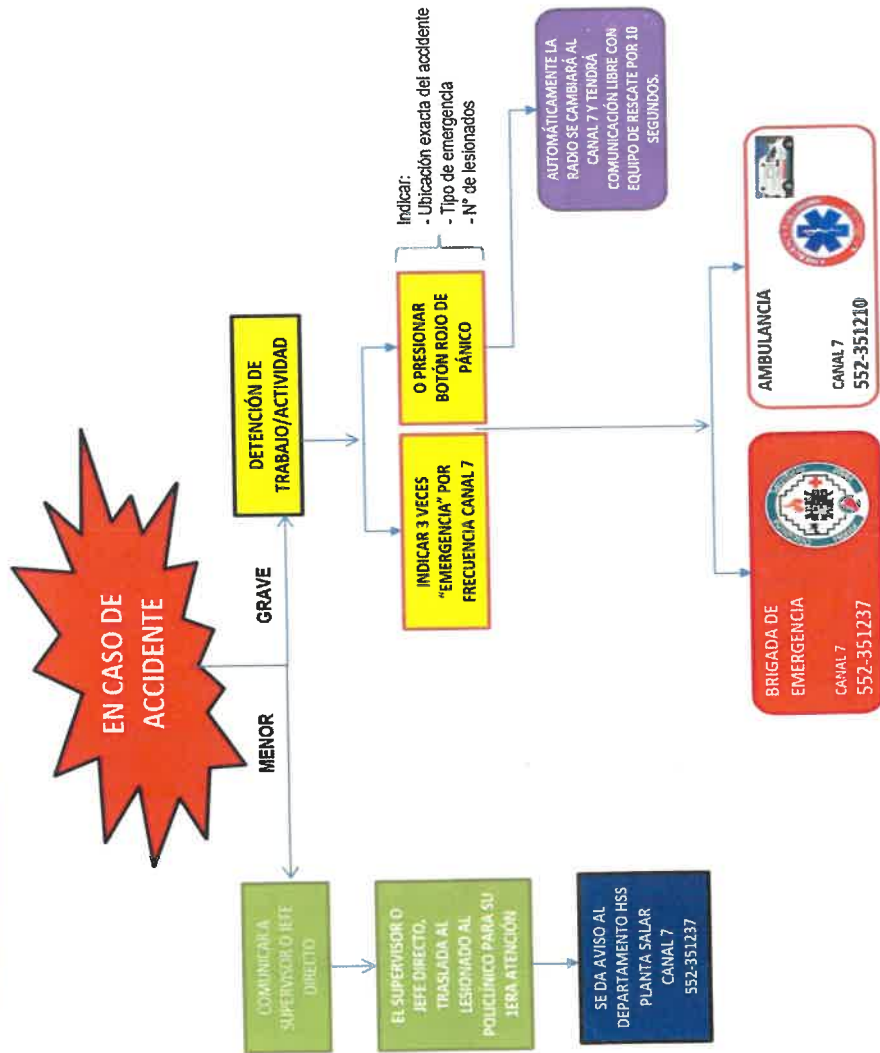 EN CASO DE
ACCIDENTE
MENOR
GRAVE
COMUNICAR A
SUPERVISOR O JEFE
DIRECTO
EL SUPERVISOR O
JEFE DIRECTO,
TRASLADA AL
LESIONADO AL
POLICLÍNICO PARA SU
1ERA ATENCIÓN
SE DA AVISO AL
DEPARTAMENTO HSS
PLANTA SALAR
CANAL 7
552-351237
DETENCIÓN DE
TRABAJO/ACTIVIDAD
INDICAR 3 VECES
"EMERGENCIA" POR
FRECUENCIA CANAL 7
O PRESIONAR
BOTÓN ROJO DE
PÁNICO
Indicar:
- Ubicación exacta del accidente
- Tipo de emergencia
- N° de lesionados
AUTOMÁTICAMENTE LA
RADIO SE CAMBIARÁ AL
CANAL 7 Y TENDRÁ
COMUNICACIÓN LIBRE CON
EQUIPO DE RESCATE POR 10
SEGUNDOS.
BRIGADA DE
EMERGENCIA
CANAL 7
552-351237
AMBULANCIA
CANAL 7
552-351210